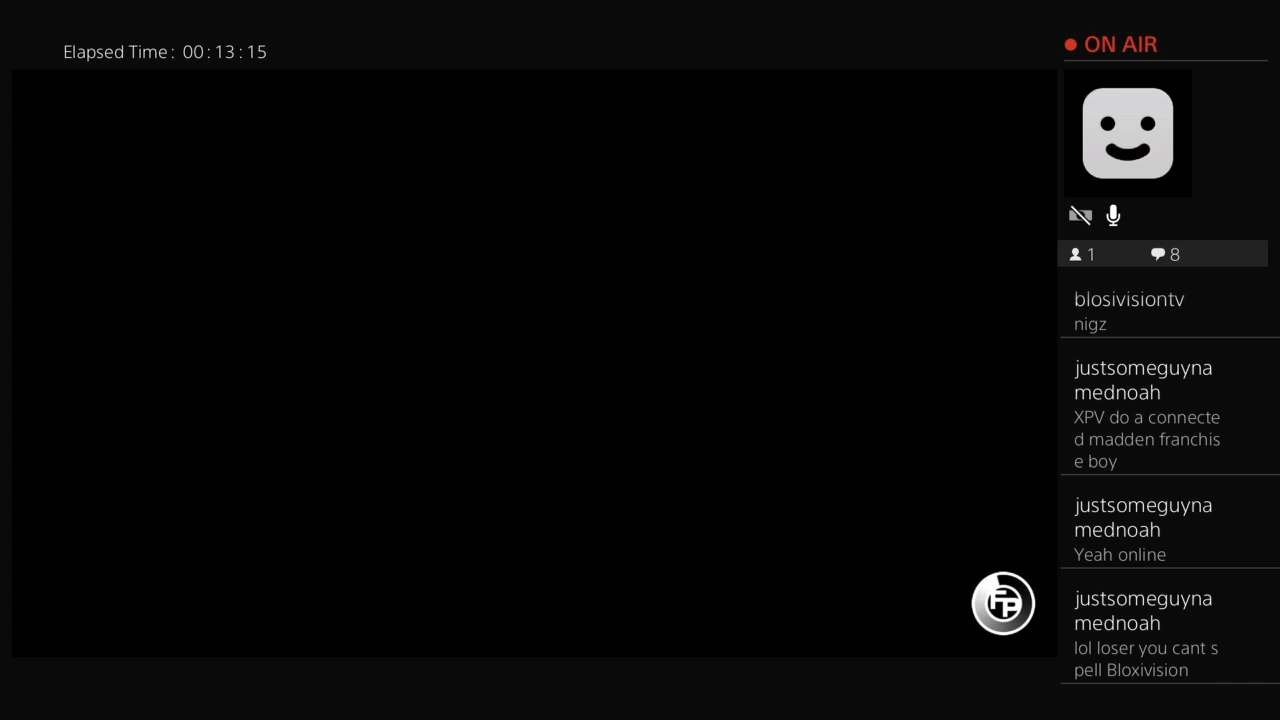 Elapsed Time: 00:13:15
ON AIR
1 8
blosivisiontv
nigz
justsomeguyna
mednoah
XPV do a connecte
d madden franchis
e boy
justsomeguyna
mednoah
Yeah online
justsomeguyna
mednoah
lol loser you cant s
pell Bloxivision
FP